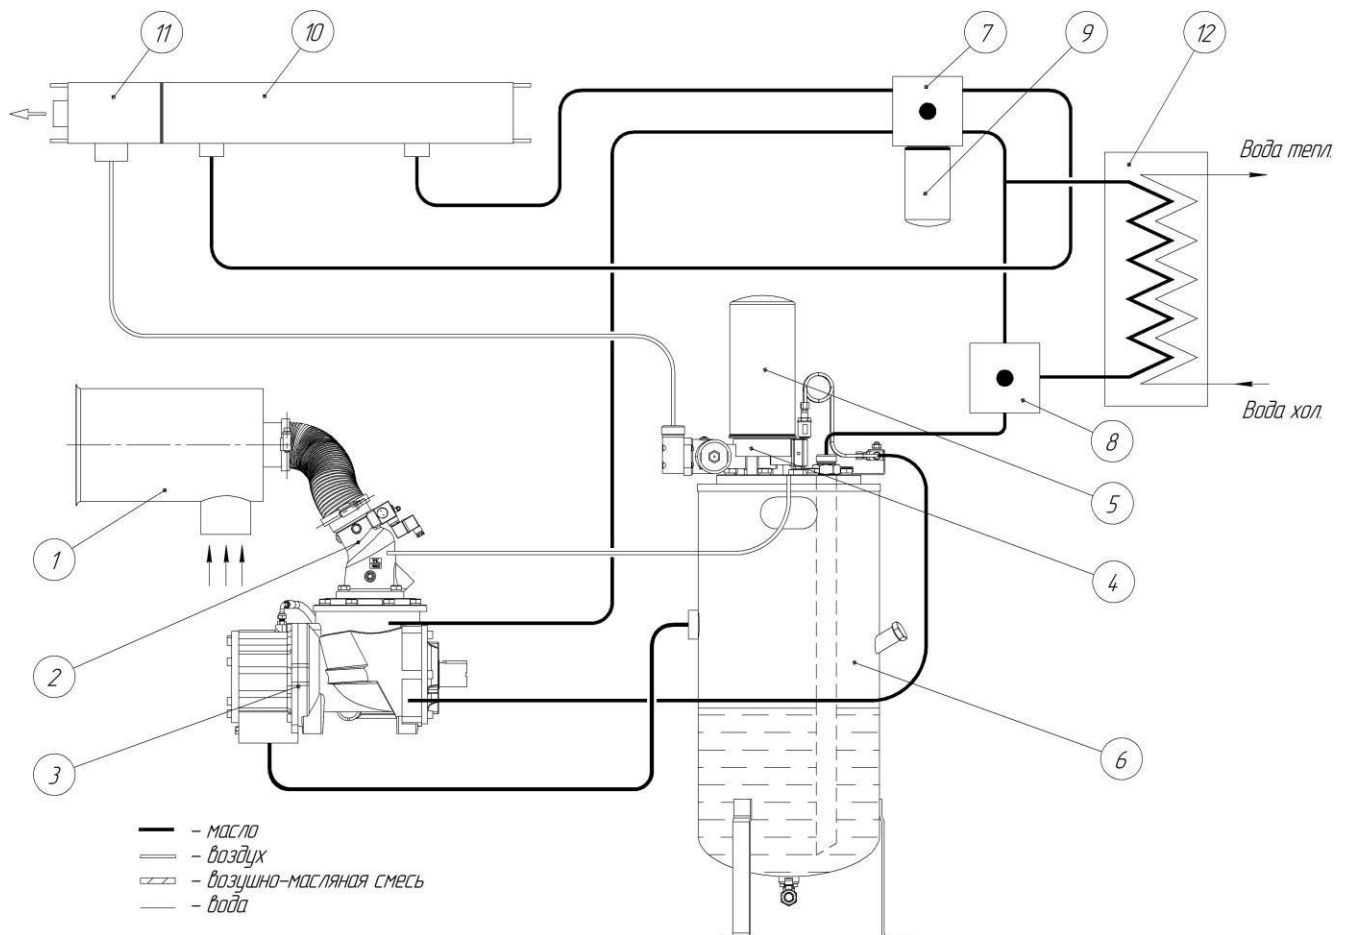 11
10
7
9
12
Вода тепл.
Вода хол.
8
5
1
4
2
3
6
– масло
– воздух
– возушно-масляная смесь
– вода